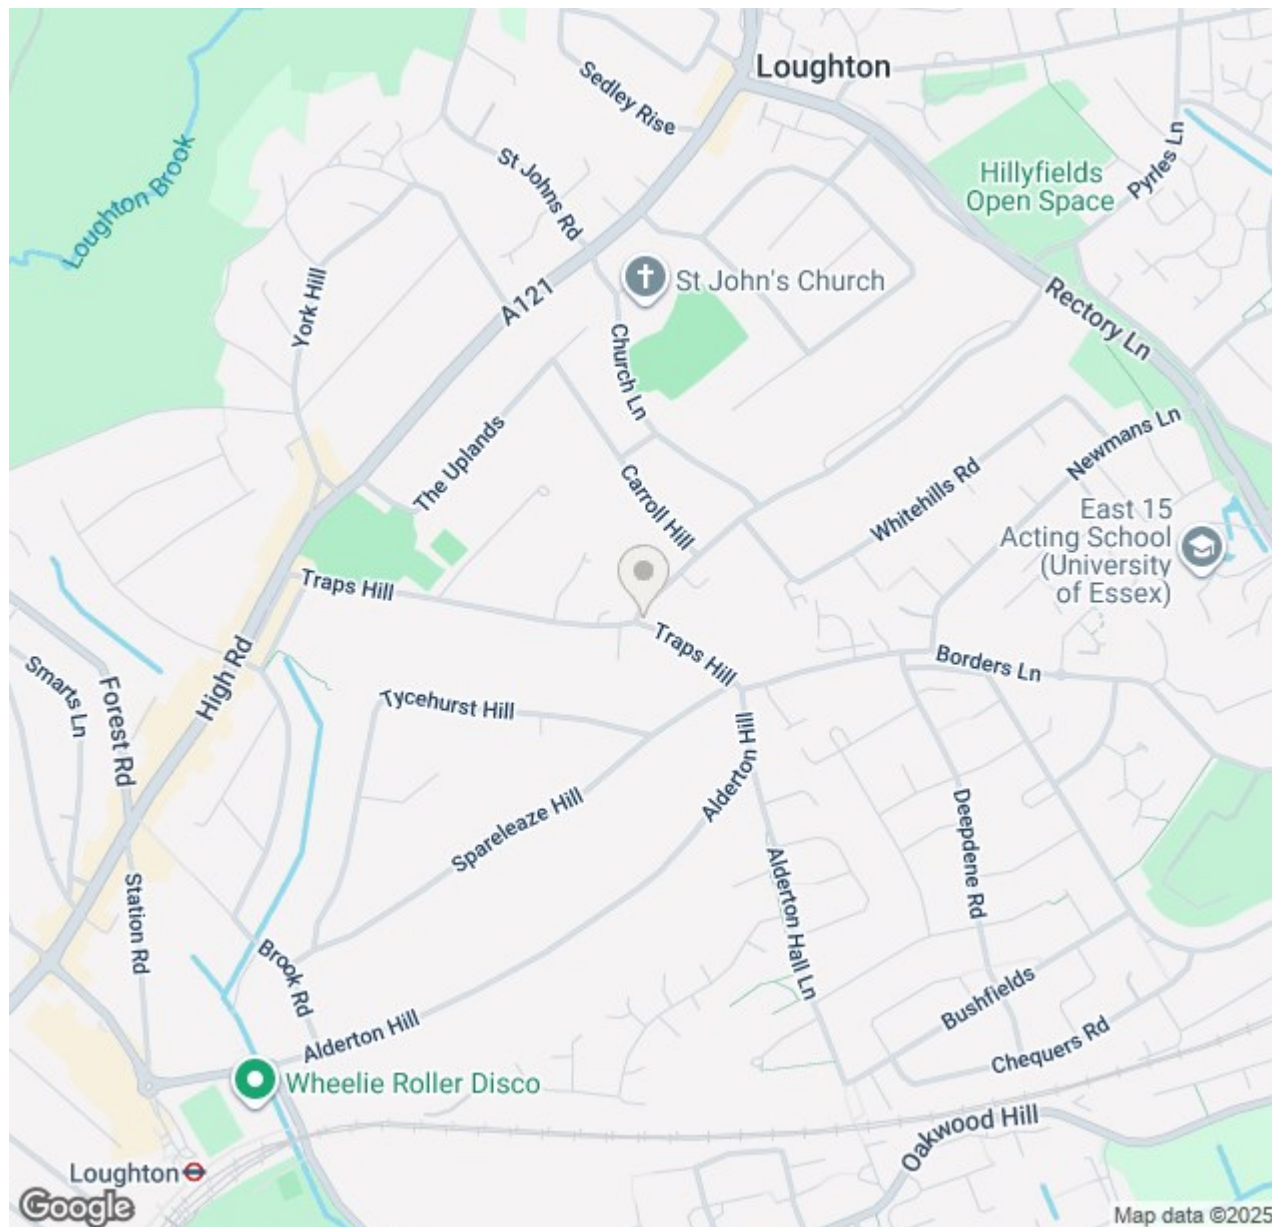 Loughton
Sedley Rise
St Johns Rd
Loughton Brook
Hillyfields
Open Space
Pyrles Ln
St John's Church
A121
York Hill
Rectory Ln
Church Ln
The Uplands
Carroll Hill
Whitehills Rd
Newmans Ln
East 15
Acting School
(University
of Essex)
Traps Hill
Traps Hill
High Rd
Smarts Ln
Forest Rd
Tycehurst Hill
Borders Ln
Alderton Hill
Spareleaze Hill
Deepdene Rd
Alderton Hall Ln
Station Rd
Brook Rd
Bushfields
Alderton Hill
Chequers Rd
Wheelie Roller Disco
Oakwood Hill
Loughton
Google
Map data ©2025